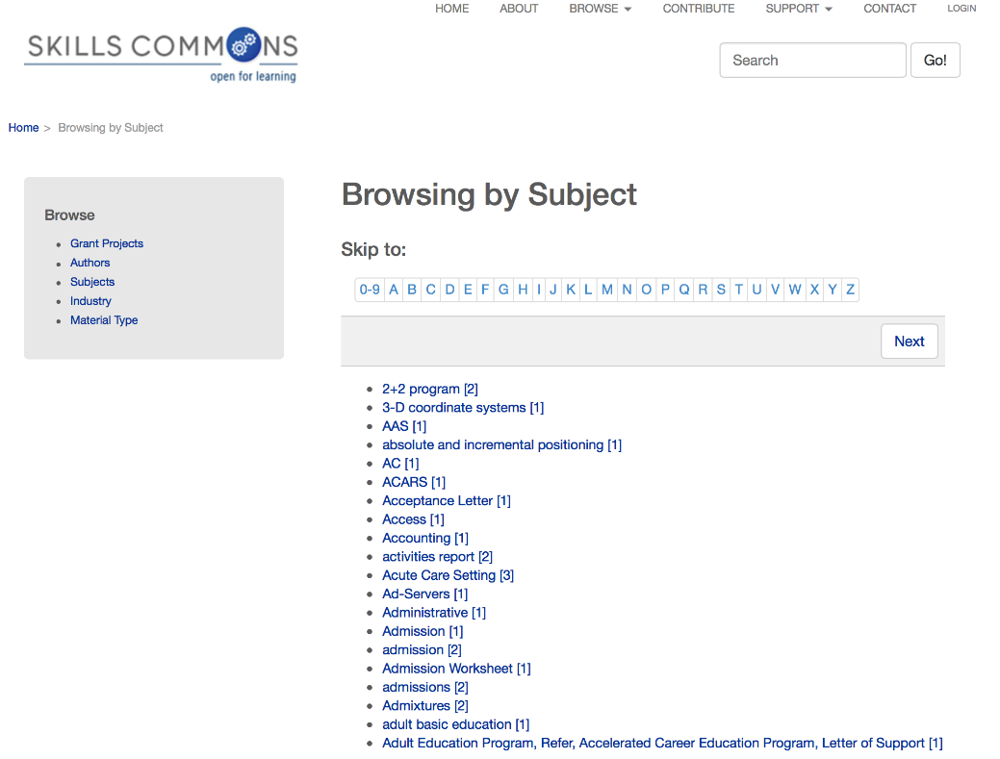 HOME ABOUT BROWSE CONTRIBUTE SUPPORT CONTACT LOGIN
SKILLS COMMONS
open for learning
Search Go!
Home > Browsing by Subject
Browse
Grant Projects
Authors
Subjects
Industry
Material Type
Browsing by Subject
Skip to:
0-9 A B C D E F G H I J K L M N O P Q R S T U V W X Y Z
Next
2+2 program [2]
3-D coordinate systems [1]
AAS [1]
absolute and incremental positioning [1]
AC [1]
ACARS [1]
Acceptance Letter [1]
Access [1]
Accounting [1]
activities report [2]
Acute Care Setting [3]
Ad-Servers [1]
Administrative [1]
Admission [1]
admission [2]
Admission Worksheet [1]
admissions [2]
Admixtures [2]
adult basic education [1]
Adult Education Program, Refer, Accelerated Career Education Program, Letter of Support [1]